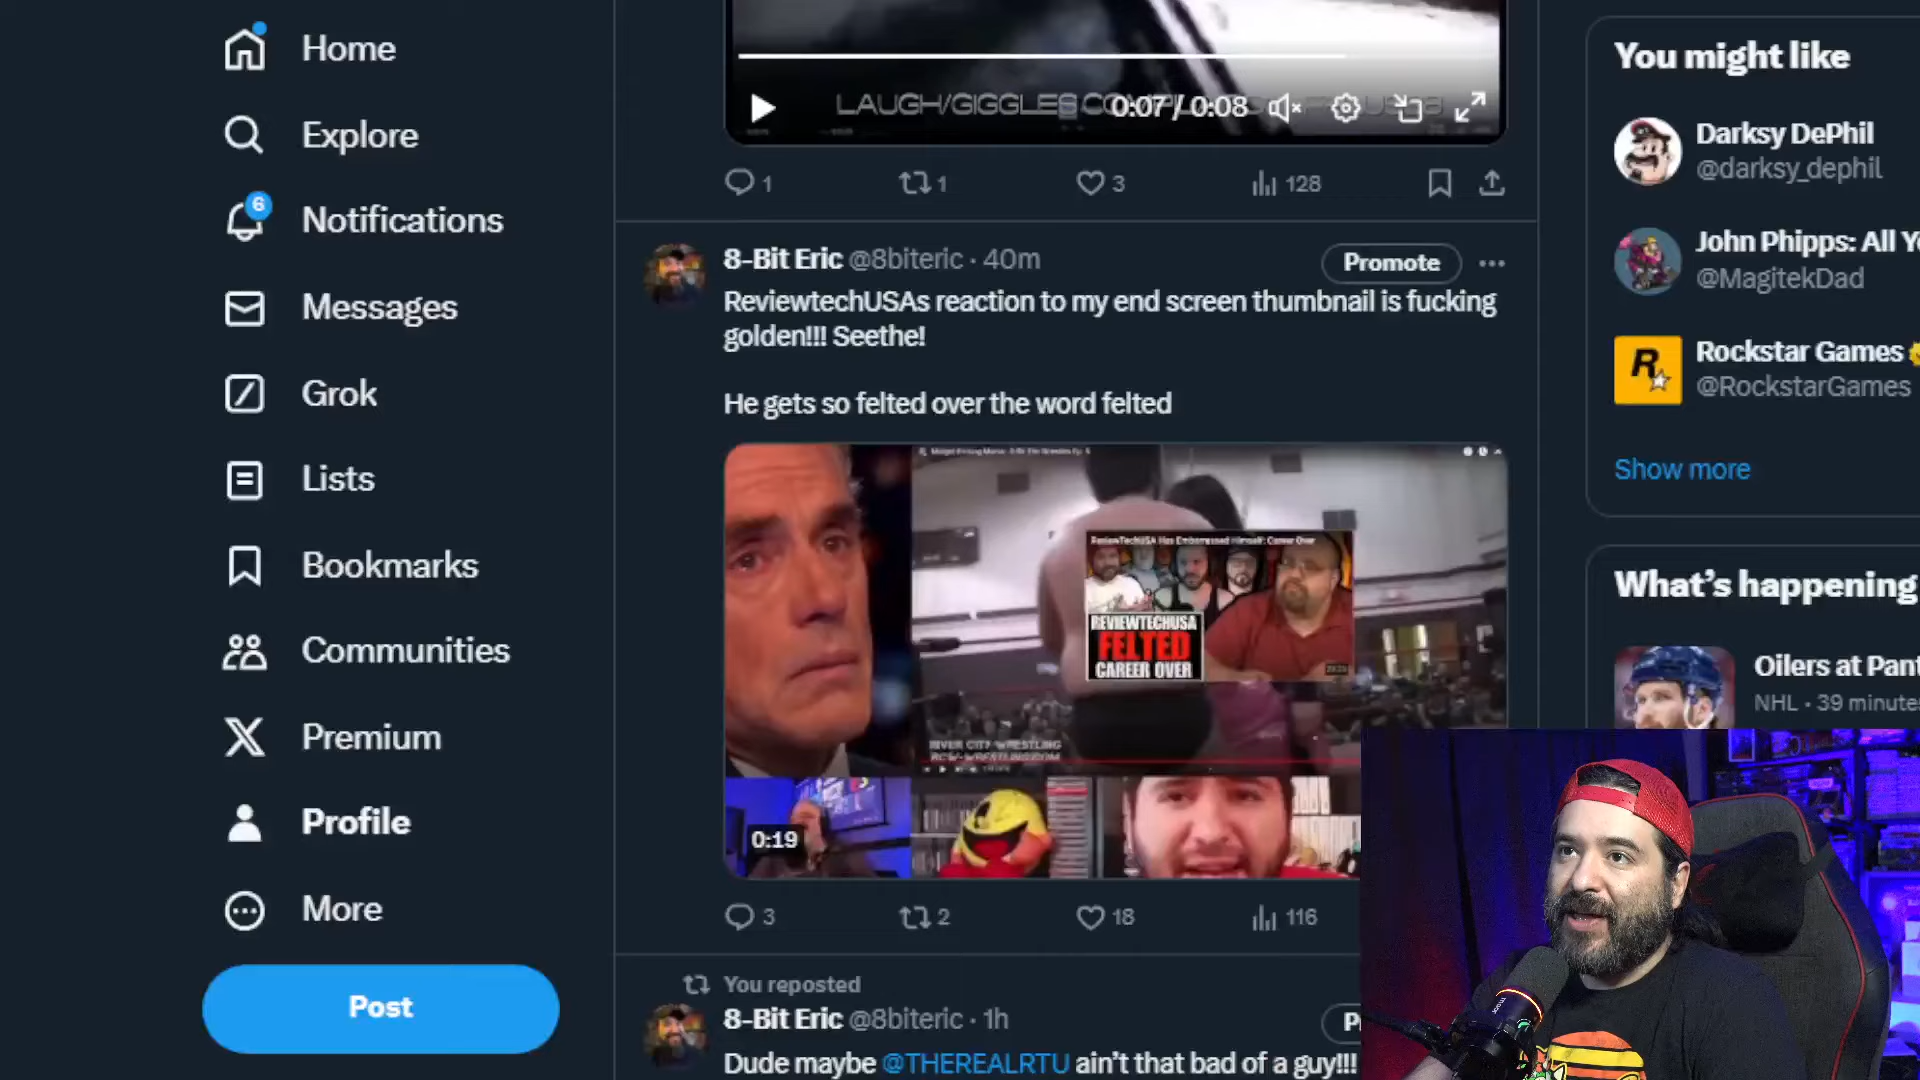 Home
Explore
6
Notifications
Messages
Grok
Lists
Bookmarks
Communities
Premium
Profile
More
Post
LAUGH/GIGGLES
0:07 / 0:08
1
1
3
128
8-Bit Eric @8biteric · 40m
Promote
ReviewtechUSAs reaction to my end screen thumbnail is fucking
golden!!! Seethe!
He gets so felted over the word felted
ReviewTechUSA Has Embarrassed Himself: Career Over
REVIEWTECHUSA
FELTED
CAREER OVER
RIVER CITY WRESTLING
RCW-WRESTLING.COM
0:19
3
2
18
116
You reposted
8-Bit Eric @8biteric · 1h
Dude maybe @THEREALRTU ain't that bad of a guy!!!
You might like
Darksy DePhil
@darksy_dephil
John Phipps: All
@MagitekDad
Rockstar Games
@RockstarGames
Show more
What's happening
Oilers at
NHL · 39